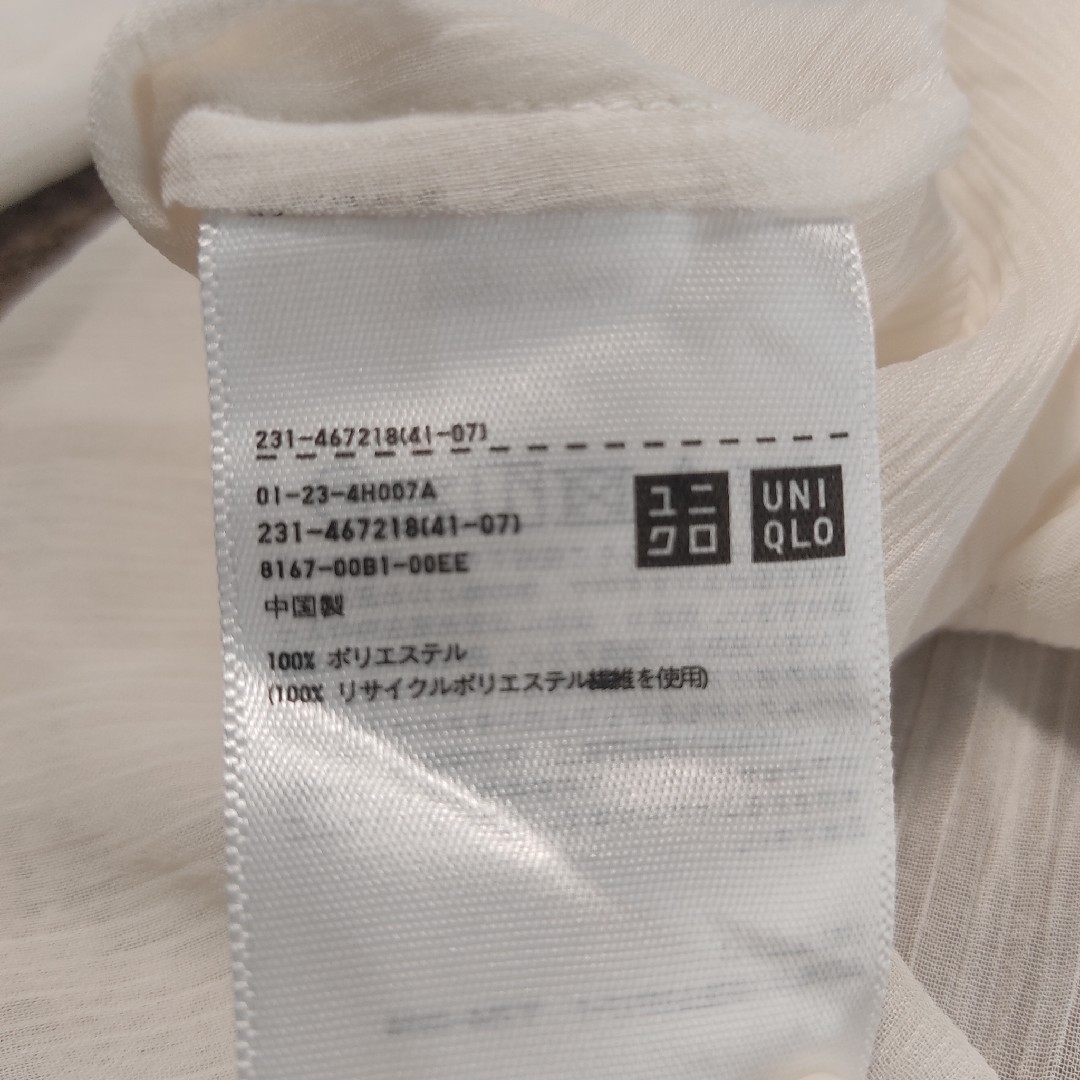 231-467218(41-07)
01-23-4H007A
231-467218(41-07)
8167-00B1-00EE
中国製
ユニ
クロ
UNI
QLO
100% ポリエステル
(100% リサイクルポリエステル繊維を使用)